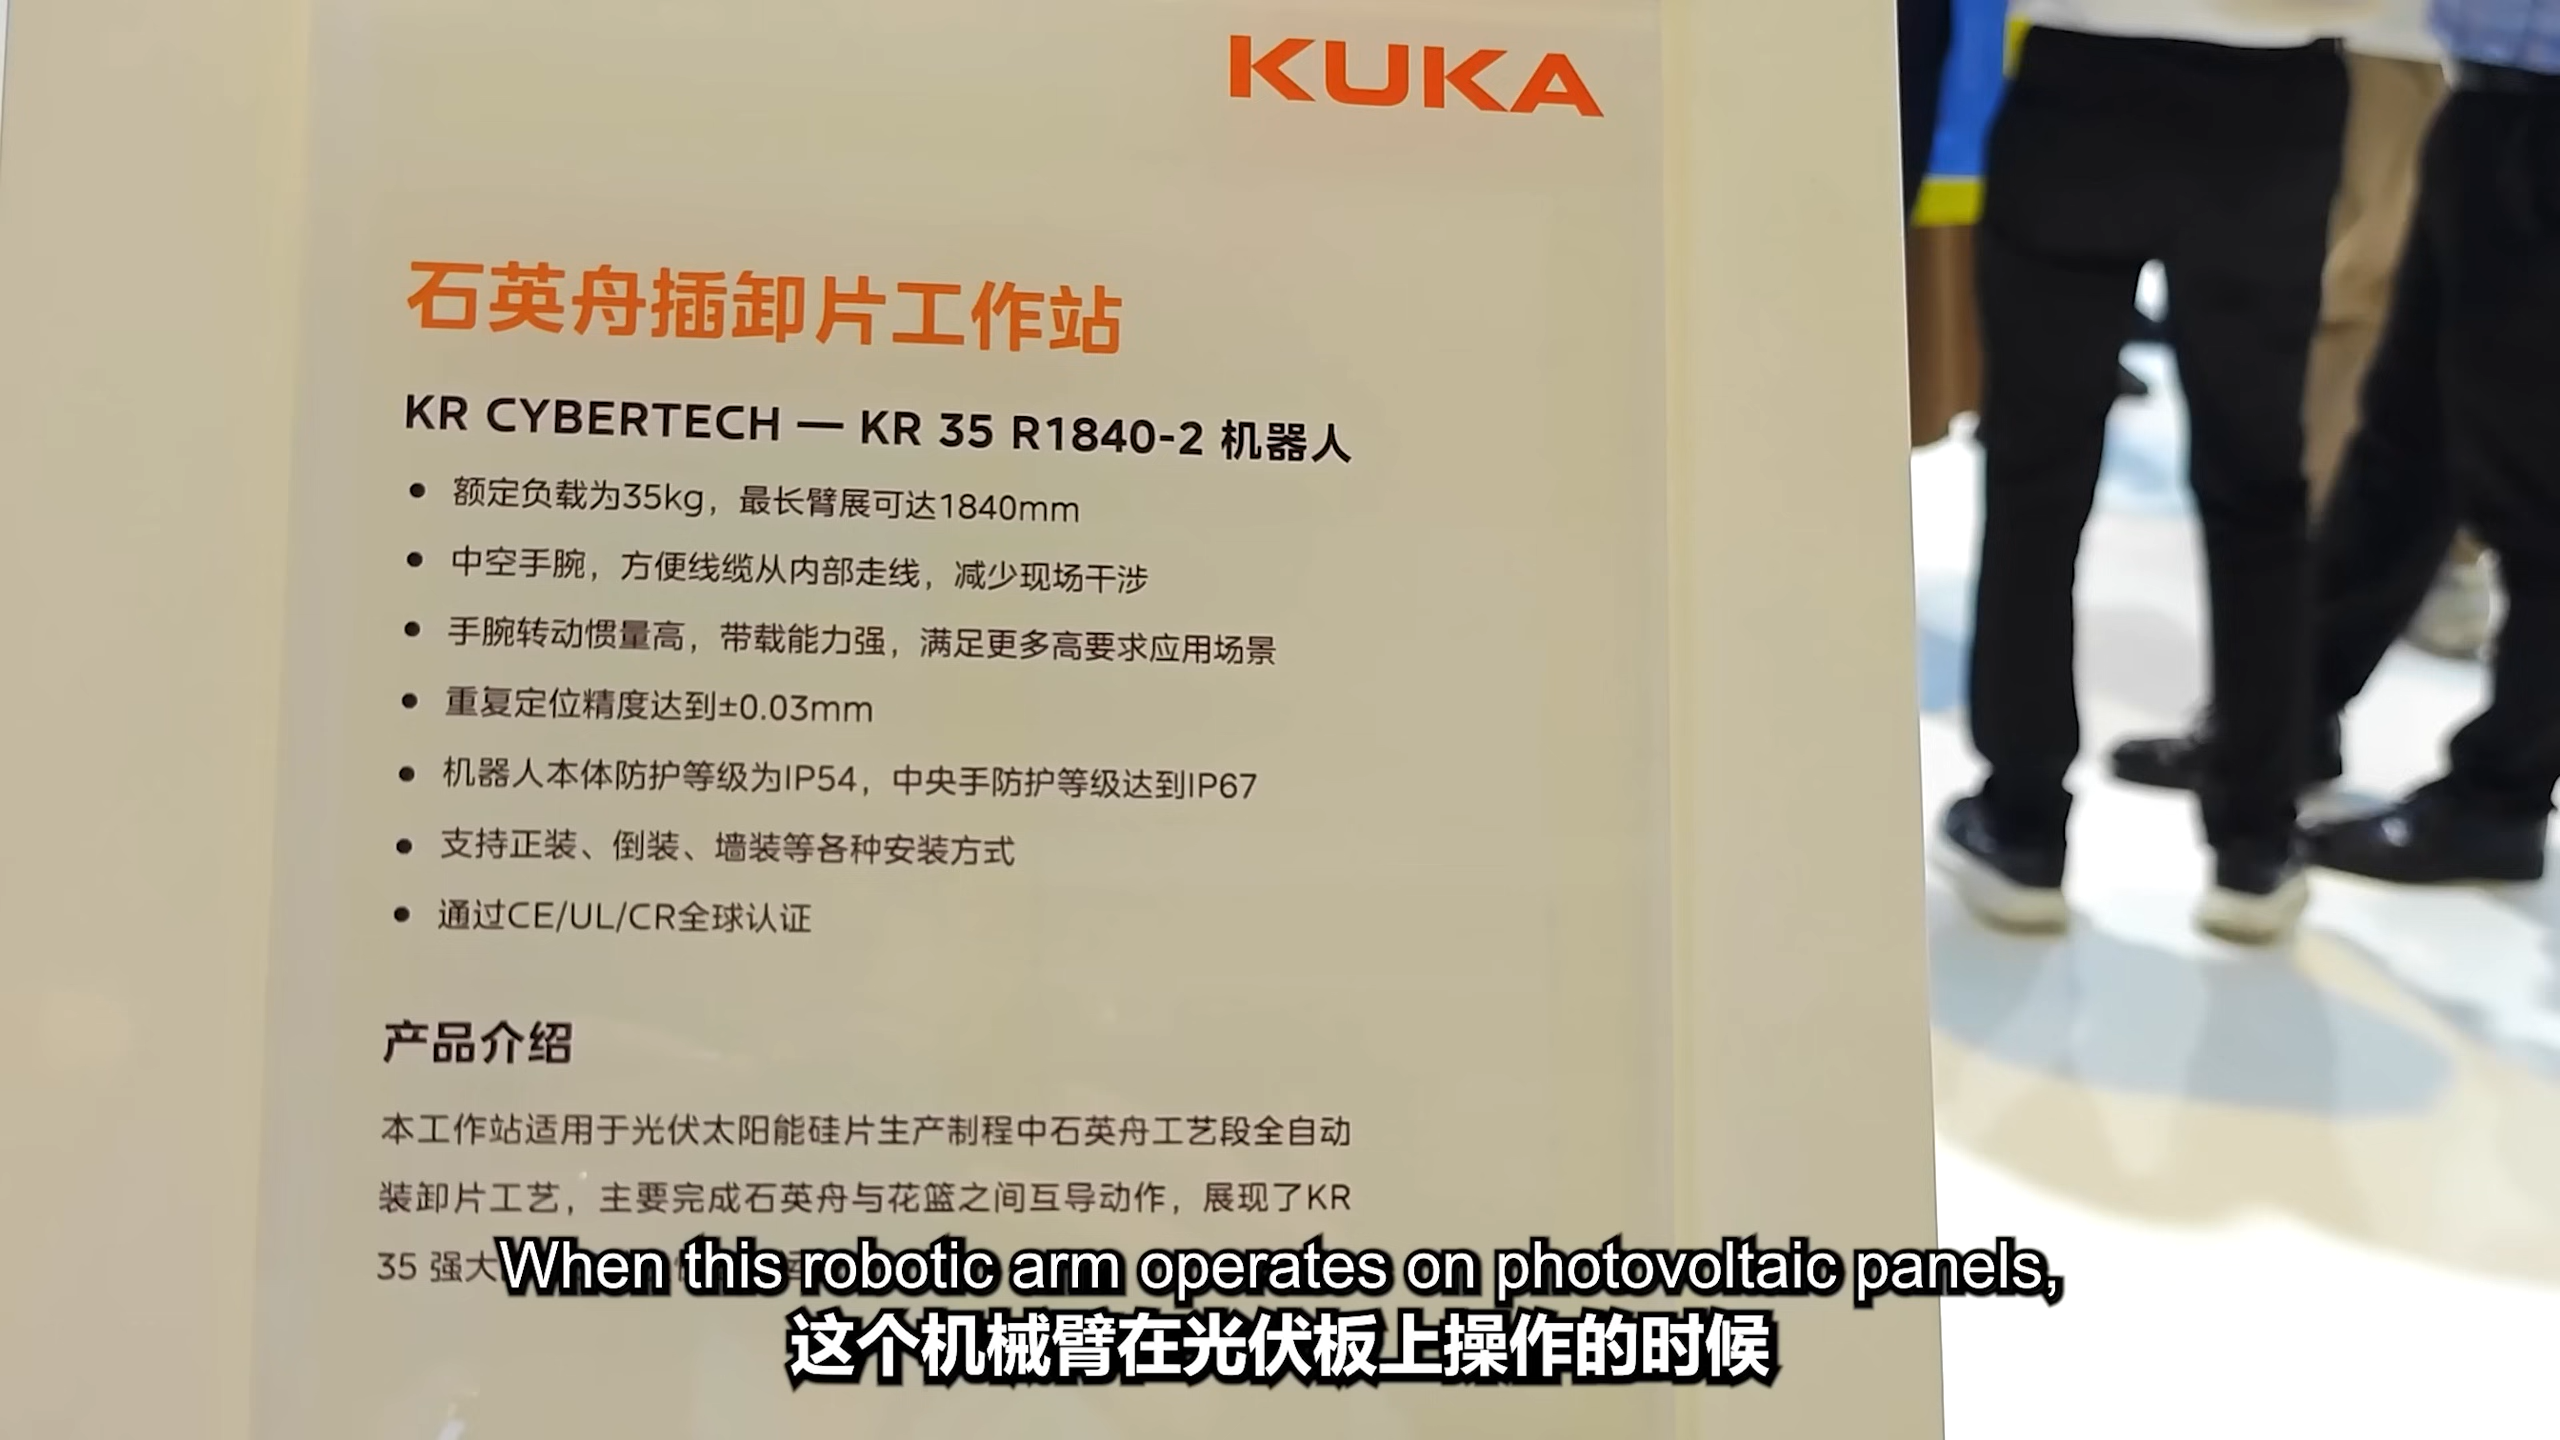 KUKA
石英舟插卸片工作站
KR CYBERTECH — KR 35 R1840-2 机器人
• 额定负载为35kg，最长臂展可达1840mm
• 中空手腕，方便线缆从内部走线，减少现场干涉
• 手腕转动惯量高，带载能力强，满足更多高要求应用场景
• 重复定位精度达到±0.03mm
• 机器人本体防护等级为IP54，中央手防护等级达到IP67
• 支持正装、倒装、墙装等各种安装方式
• 通过CE/UL/CR全球认证
产品介绍
本工作站适用于光伏太阳能硅片生产制程中石英舟工艺段全自动
装卸片工艺，主要完成石英舟与花篮之间互导动作，展现了KR
35 强大
When this robotic arm operates on photovoltaic panels,
这个机械臂在光伏板上操作的时候